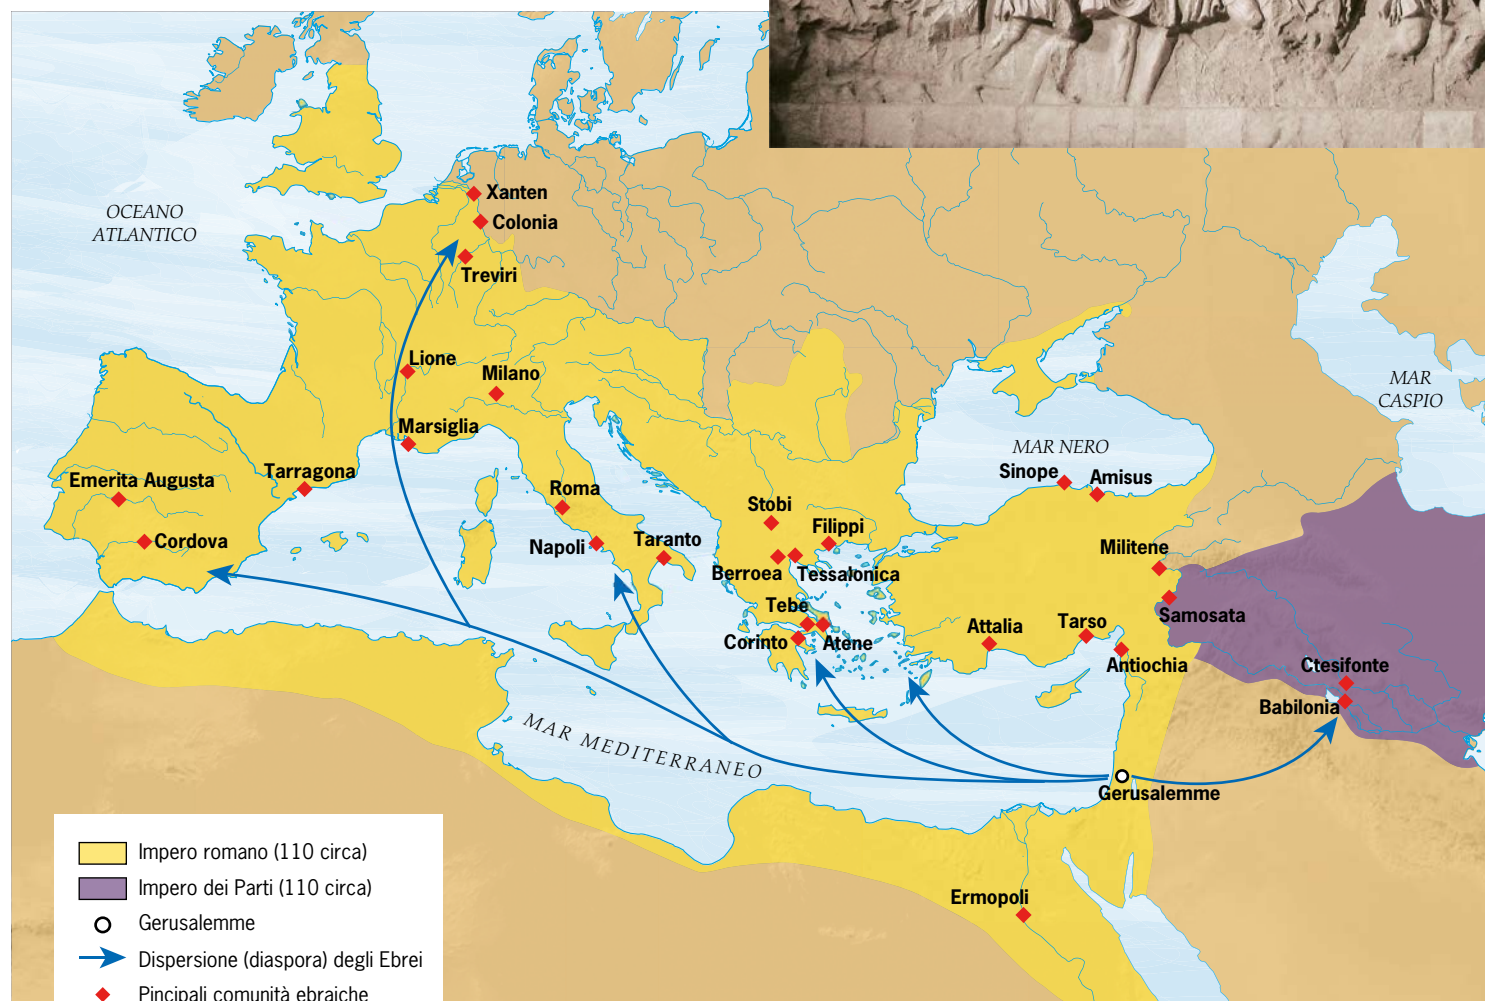 Xanten
OCEANO
ATLANTICO
Colonia
Treviri
Lione
Milano
MAR
CASPIO
Marsiglia
MAR NERO
Emerita Augusta
Tarragona
Sinope
Amisus
Roma
Stobi
Filippi
Cordova
Napoli
Taranto
Militene
Berroea
Tessalonica
Tebe
Samosata
Corinto
Atene
Attalia
Tarso
Antiochia
Ctesifonte
Babilonia
MAR MEDITERRANEO
Gerusalemme
Ermopoli
Impero romano (110 circa)
Impero dei Parti (110 circa)
Gerusalemme
Dispersione (diaspora) degli Ebrei
Pincipali comunità ebraiche